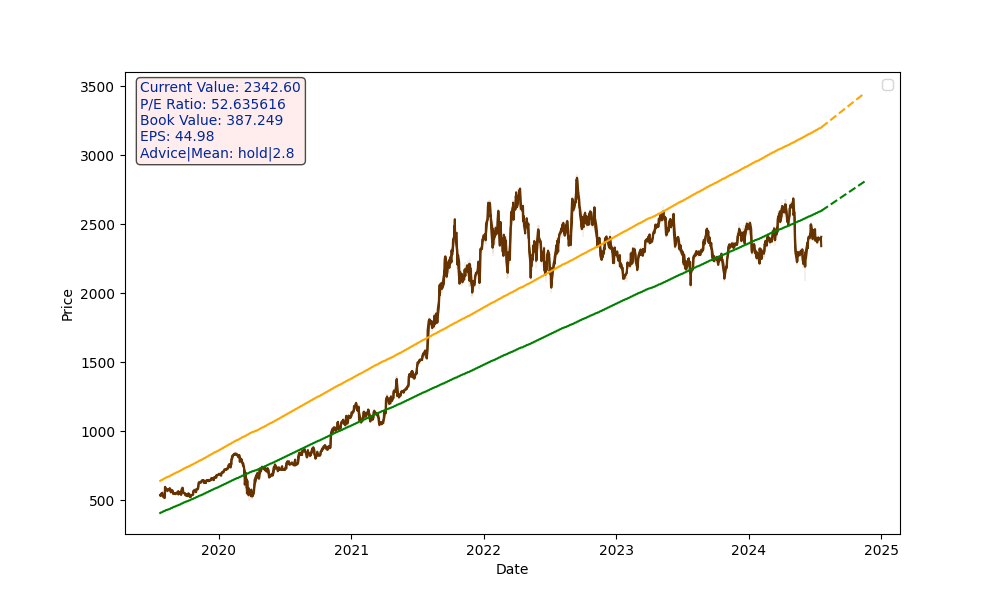 Current Value: 2342.60
P/E Ratio: 52.635616
Book Value: 387.249
EPS: 44.98
Advice|Mean: hold|2.8
3500
3000
2500
2000
1500
1000
500
Price
2020
2021
2022
2023
2024
2025
Date